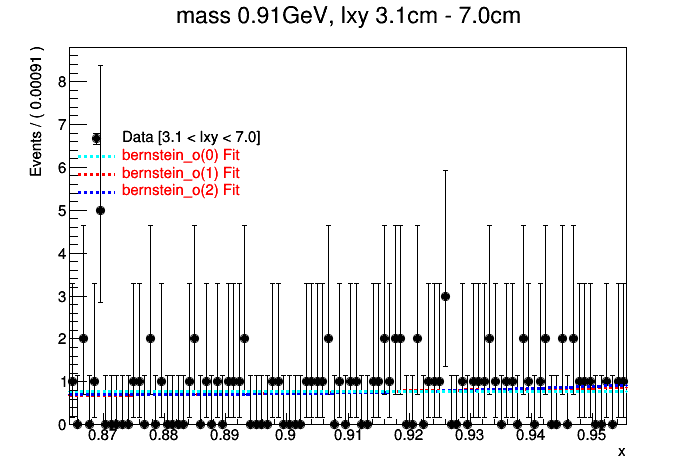 mass 0.91GeV, lxy 3.1cm - 7.0cm
Events / ( 0.00091 )
8
7
6
5
4
3
2
1
0
Data [3.1 < lxy < 7.0]
bernstein_o(0) Fit
bernstein_o(1) Fit
bernstein_o(2) Fit
0.87 0.88 0.89 0.9 0.91 0.92 0.93 0.94 0.95
x